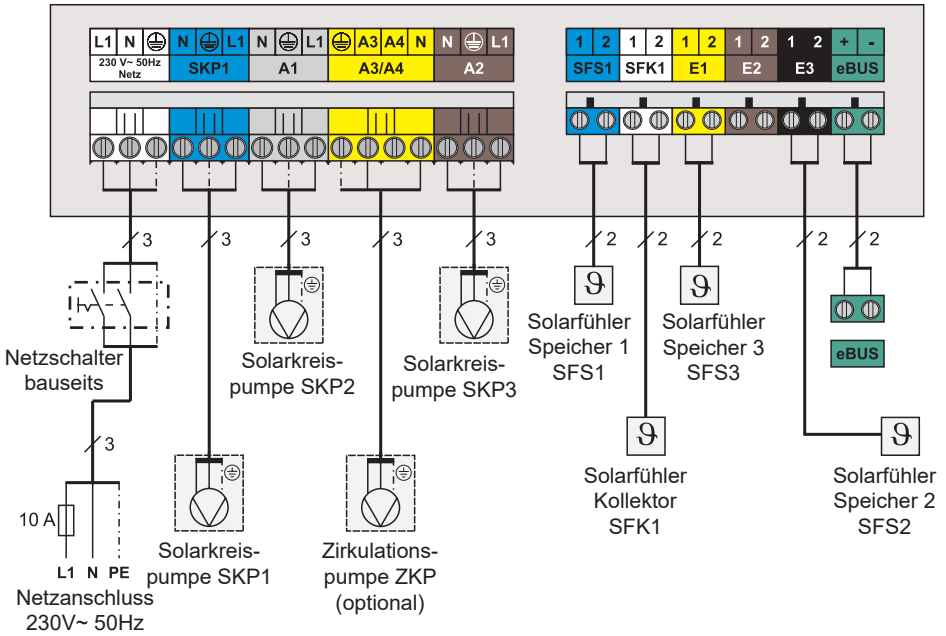 L1 N N L1 N L1 A3 A4 N N L1 1 2 1 2 1 2 1 2 1 2 + -
230 V~ 50Hz
Netz
SKP1 A1 A3/A4 A2 SFS1 SFK1 E1 E2 E3 eBUS
3 3 3 3 3 2 2 2 2 2
Netzschalter
bauseits
Solarkreis-
pumpe SKP2
Solarkreis-
pumpe SKP3
Solarfühler
Speicher 1
SFS1
Solarfühler
Speicher 3
SFS3
eBUS
3
10 A
L1 N PE
Netzanschluss
230V~ 50Hz
Solarkreis-
pumpe SKP1
Zirkulations-
pumpe ZKP
(optional)
ϑ
ϑ
ϑ
ϑ
Solarfühler
Kollektor
SFK1
Solarfühler
Speicher 2
SFS2